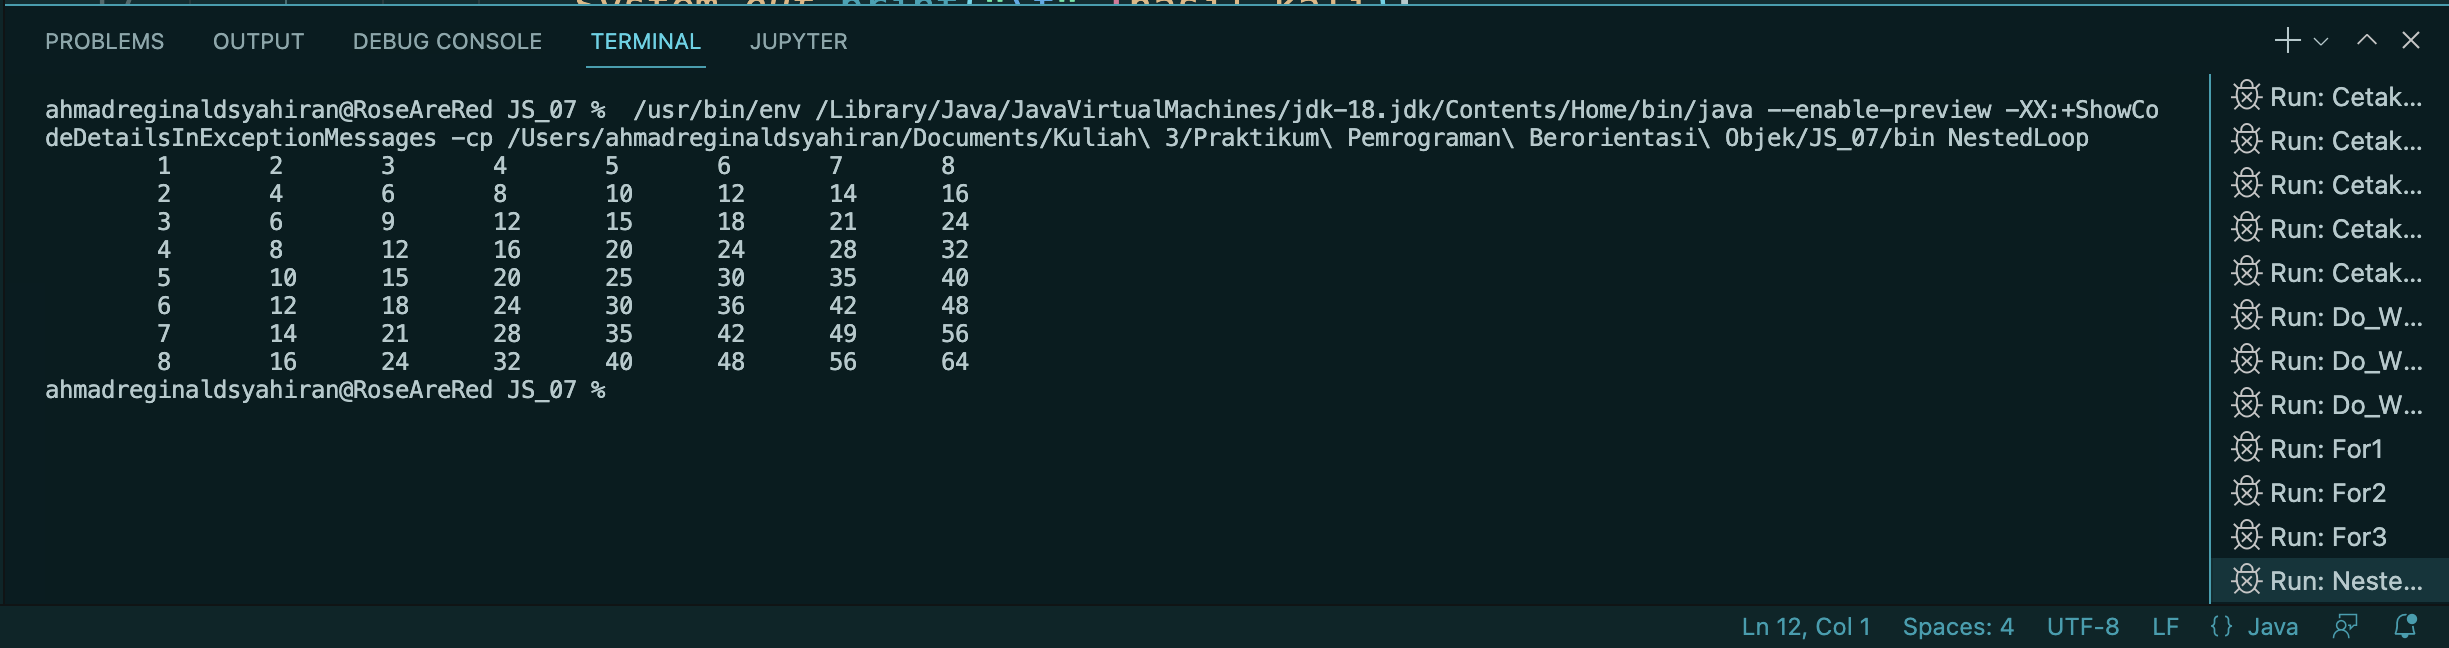 PROBLEMS OUTPUT DEBUG CONSOLE TERMINAL JUPYTER
ahmadreginaldsyahiran@RoseAreRed JS_07 %  /usr/bin/env /Library/Java/JavaVirtualMachines/jdk-18.jdk/Contents/Home/bin/java --enable-preview -XX:+ShowCo
deDetailsInExceptionMessages -cp /Users/ahmadreginaldsyahiran/Documents/Kuliah\ 3/Praktikum\ Pemrograman\ Berorientasi\ Objek/JS_07/bin NestedLoop
1 2 3 4 5 6 7 8
2 4 6 8 10 12 14 16
3 6 9 12 15 18 21 24
4 8 12 16 20 24 28 32
5 10 15 20 25 30 35 40
6 12 18 24 30 36 42 48
7 14 21 28 35 42 49 56
8 16 24 32 40 48 56 64
ahmadreginaldsyahiran@RoseAreRed JS_07 %
Run: Cetak...
Run: Cetak...
Run: Cetak...
Run: Cetak...
Run: Cetak...
Run: Do_W...
Run: Do_W...
Run: Do_W...
Run: For1
Run: For2
Run: For3
Run: Neste...
Ln 12, Col 1 Spaces: 4 UTF-8 LF {} Java